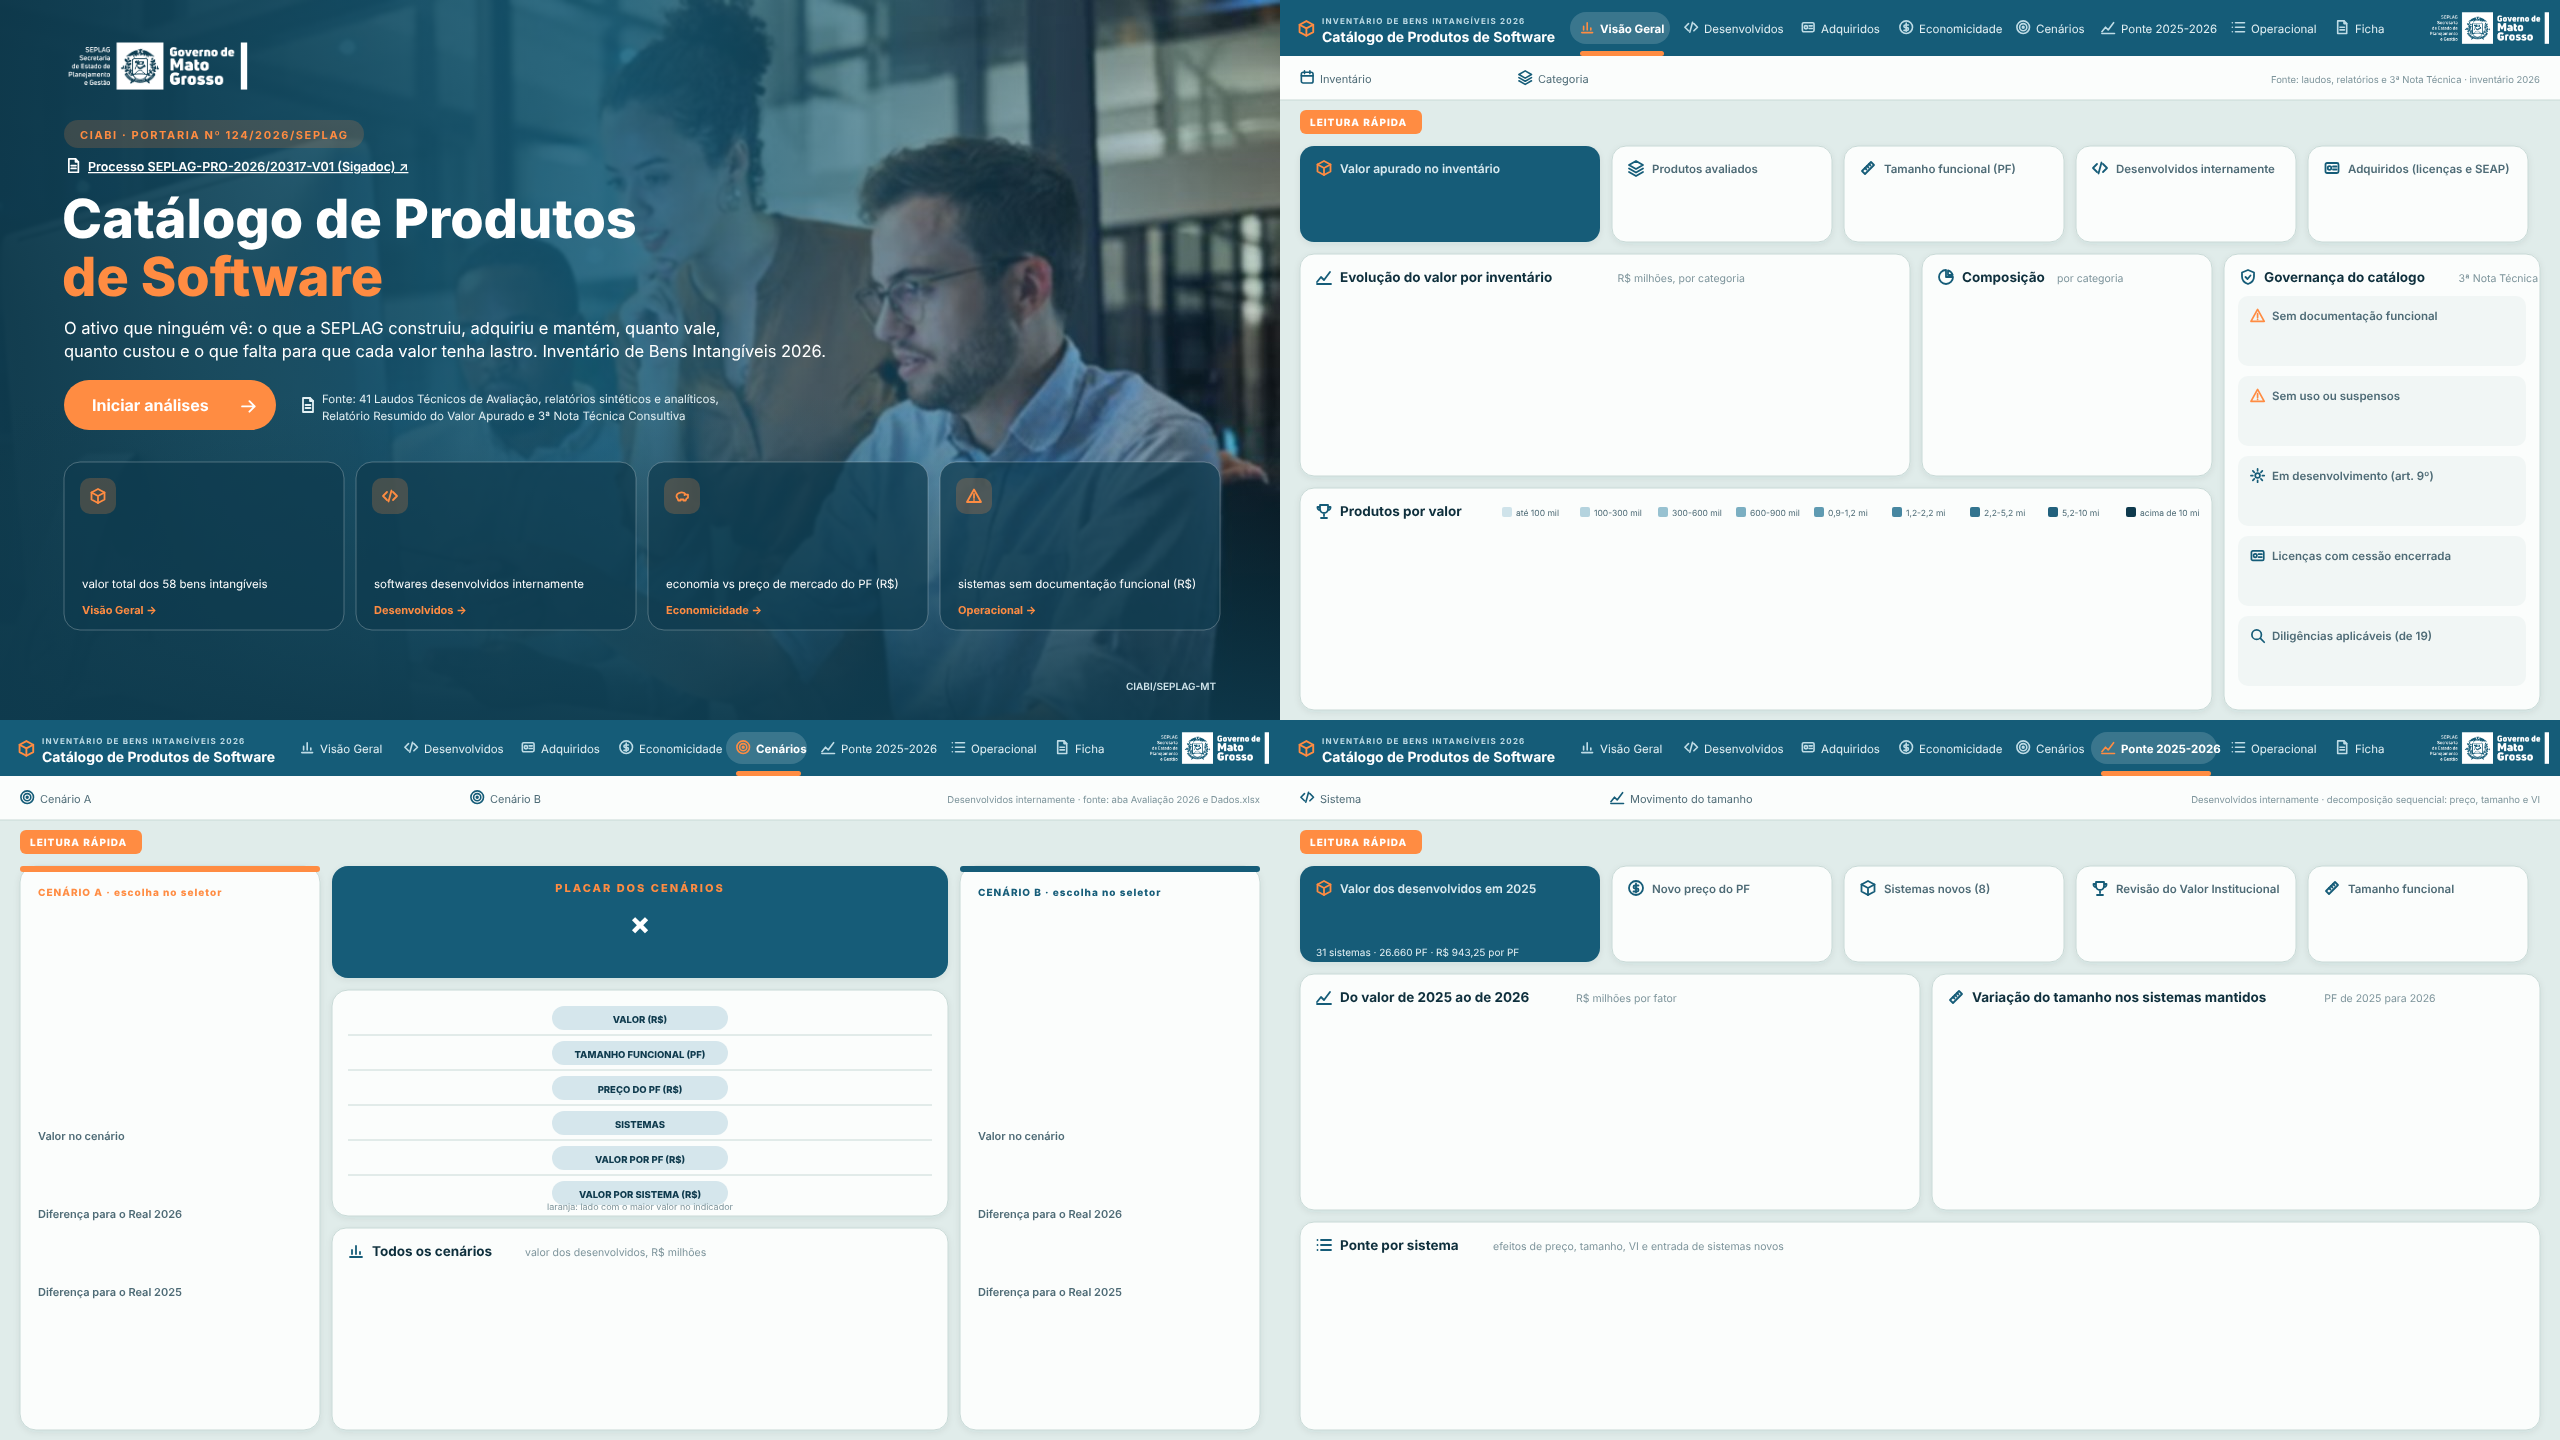 SEPLAG
Secretaria
de Estado de
Planejamento
e Gestão
Governo de
Mato
Grosso
CIABI · PORTARIA Nº 124/2026/SEPLAG
Processo SEPLAG-PRO-2026/20317-V01 (Sigadoc) ↗
Catálogo de Produtos
de Software
O ativo que ninguém vê: o que a SEPLAG construiu, adquiriu e mantém, quanto vale,
quanto custou e o que falta para que cada valor tenha lastro. Inventário de Bens Intangíveis 2026.
Iniciar análises →
Fonte: 41 Laudos Técnicos de Avaliação, relatórios sintéticos e analíticos,
Relatório Resumido do Valor Apurado e 3ª Nota Técnica Consultiva
valor total dos 58 bens intangíveis
Visão Geral →
softwares desenvolvidos internamente
Desenvolvidos →
economia vs preço de mercado do PF (R$)
Economicidade →
sistemas sem documentação funcional (R$)
Operacional →
CIABI/SEPLAG-MT
INVENTÁRIO DE BENS INTANGÍVEIS 2026
Catálogo de Produtos de Software
Visão Geral Desenvolvidos Adquiridos Economicidade Cenários Ponte 2025-2026 Operacional Ficha
SEPLAG
Secretaria
de Estado de
Planejamento
e Gestão
Governo de
Mato
Grosso
Inventário Categoria Fonte: laudos, relatórios e 3ª Nota Técnica · inventário 2026
LEITURA RÁPIDA
Valor apurado no inventário
Produtos avaliados
Tamanho funcional (PF)
Desenvolvidos internamente
Adquiridos (licenças e SEAP)
Evolução do valor por inventário R$ milhões, por categoria
Composição por categoria
Governança do catálogo 3ª Nota Técnica
Sem documentação funcional
Sem uso ou suspensos
Em desenvolvimento (art. 9º)
Licenças com cessão encerrada
Diligências aplicáveis (de 19)
Produtos por valor até 100 mil 100-300 mil 300-600 mil 600-900 mil 0,9-1,2 mi 1,2-2,2 mi 2,2-5,2 mi 5,2-10 mi acima de 10 mi
INVENTÁRIO DE BENS INTANGÍVEIS 2026
Catálogo de Produtos de Software
Visão Geral Desenvolvidos Adquiridos Economicidade Cenários Ponte 2025-2026 Operacional Ficha
SEPLAG
Secretaria
de Estado de
Planejamento
e Gestão
Governo de
Mato
Grosso
Cenário A Cenário B Desenvolvidos internamente · fonte: aba Avaliação 2026 e Dados.xlsx
LEITURA RÁPIDA
CENÁRIO A · escolha no seletor
Valor no cenário
Diferença para o Real 2026
Diferença para o Real 2025
PLACAR DOS CENÁRIOS
×
VALOR (R$)
TAMANHO FUNCIONAL (PF)
PREÇO DO PF (R$)
SISTEMAS
VALOR POR PF (R$)
VALOR POR SISTEMA (R$)
laranja: lado com o maior valor no indicador
Todos os cenários valor dos desenvolvidos, R$ milhões
CENÁRIO B · escolha no seletor
Valor no cenário
Diferença para o Real 2026
Diferença para o Real 2025
INVENTÁRIO DE BENS INTANGÍVEIS 2026
Catálogo de Produtos de Software
Visão Geral Desenvolvidos Adquiridos Economicidade Cenários Ponte 2025-2026 Operacional Ficha
SEPLAG
Secretaria
de Estado de
Planejamento
e Gestão
Governo de
Mato
Grosso
Sistema Movimento do tamanho Desenvolvidos internamente · decomposição sequencial: preço, tamanho e VI
LEITURA RÁPIDA
Valor dos desenvolvidos em 2025
31 sistemas · 26.660 PF · R$ 943,25 por PF
Novo preço do PF
Sistemas novos (8)
Revisão do Valor Institucional
Tamanho funcional
Do valor de 2025 ao de 2026 R$ milhões por fator
Variação do tamanho nos sistemas mantidos PF de 2025 para 2026
Ponte por sistema efeitos de preço, tamanho, VI e entrada de sistemas novos